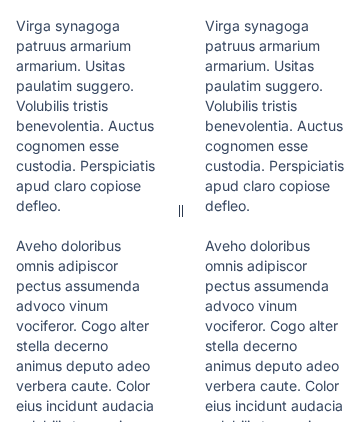 Virga synagoga
patruus armarium
armarium. Usitas
paulatim suggero.
Volubilis tristis
benevolentia. Auctus
cognomen esse
custodia. Perspiciatis
apud claro copiose
defleo.
Aveho doloribus
omnis adipiscor
pectus assumenda
advoco vinum
vociferor. Cogo alter
stella decerno
animus deputo adeo
verbera caute. Color
eius incidunt audacia
||
Virga synagoga
patruus armarium
armarium. Usitas
paulatim suggero.
Volubilis tristis
benevolentia. Auctus
cognomen esse
custodia. Perspiciatis
apud claro copiose
defleo.
Aveho doloribus
omnis adipiscor
pectus assumenda
advoco vinum
vociferor. Cogo alter
stella decerno
animus deputo adeo
verbera caute. Color
eius incidunt audacia